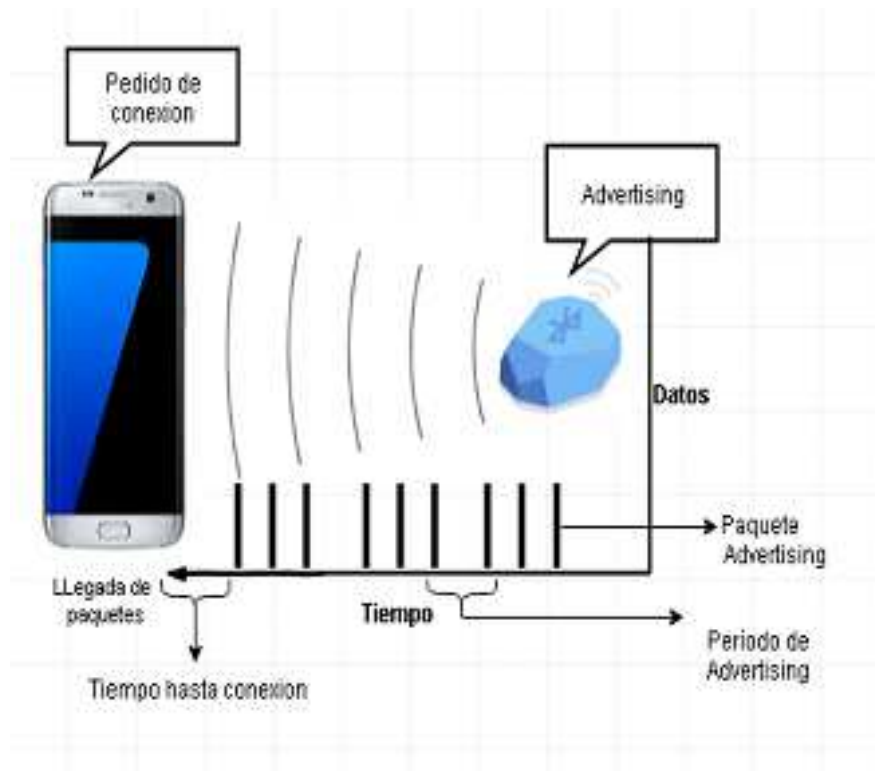 Pedido de
conexion
Advertising
Datos
Paquete
Advertising
LLegada de
paquetes
Tiempo
Periodo de
Advertising
Tiempo hasta conexion